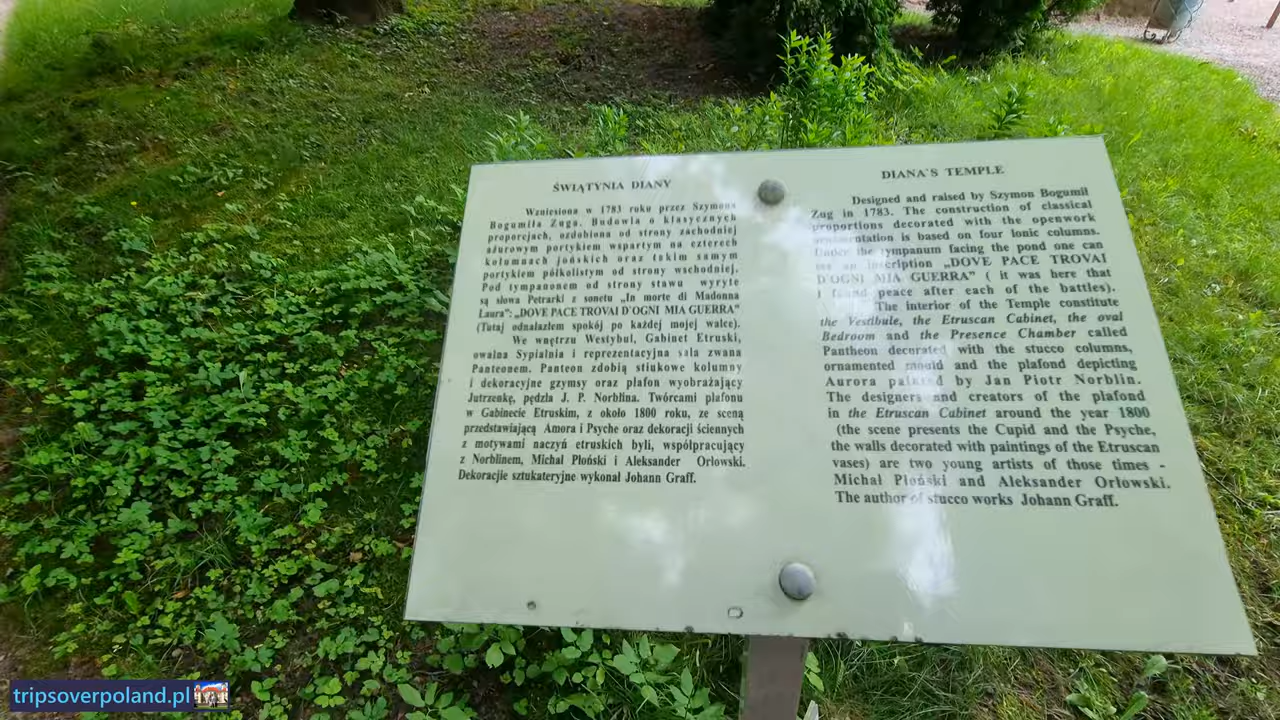 ŚWIĄTYNIA DIANY
Wzniesiona w 1783 roku przez Szymona
Bogumiła Zuga. Budowla o klasycznych
proporcjach, ozdobiona od strony zachodniej
ażurowym portykiem wspartym na czterech
kolumnach jońskich oraz takim samym
portykiem półkolistym od strony wschodniej.
Pod tympanonem od strony stawu wyryte
są słowa Petrarki z sonetu „In morte di Madonna
Laura”: „DOVE PACE TROVAI D'OGNI MIA GUERRA”
(Tutaj odnalazłem spokój po każdej mojej walce).
We wnętrzu Westybul, Gabinet Etruski,
owalna Sypialnia i reprezentacyjna sala zwana
Panteonem. Panteon zdobią stiukowe kolumny
i dekoracyjne gzymsy oraz plafon wyobrażający
Jutrzenkę, pędzla J. P. Norblina. Twórcami plafonu
w Gabinecie Etruskim, z około 1800 roku, ze sceną
przedstawiającą Amora i Psyche oraz dekoracji ściennych
z motywami naczyń etruskich byli, współpracujący
z Norblinem, Michał Płoński i Aleksander Orłowski.
Dekoracjie sztukateryjne wykonał Johann Graff.
DIANA'S TEMPLE
Designed and raised by Szymon Bogumił
Zug in 1783. The construction of classical
proportions decorated with the openwork
ornamentation is based on four Ionic columns.
Under the tympanum facing the pond one can
see an inscription „DOVE PACE TROVAI
D'OGNI MIA GUERRA” ( it was here that
I found peace after each of the battles).
The interior of the Temple constitute
the Vestibule, the Etruscan Cabinet, the oval
Bedroom and the Presence Chamber called
Pantheon decorated with the stucco columns,
ornamented mould and the plafond depicting
Aurora painted by Jan Piotr Norblin.
The designers and creators of the plafond
in the Etruscan Cabinet around the year 1800
(the scene presents the Cupid and the Psyche,
the walls decorated with paintings of the Etruscan
vases) are two young artists of those times -
Michał Płoński and Aleksander Orłowski.
The author of stucco works Johann Graff.
tripsoverpoland.pl